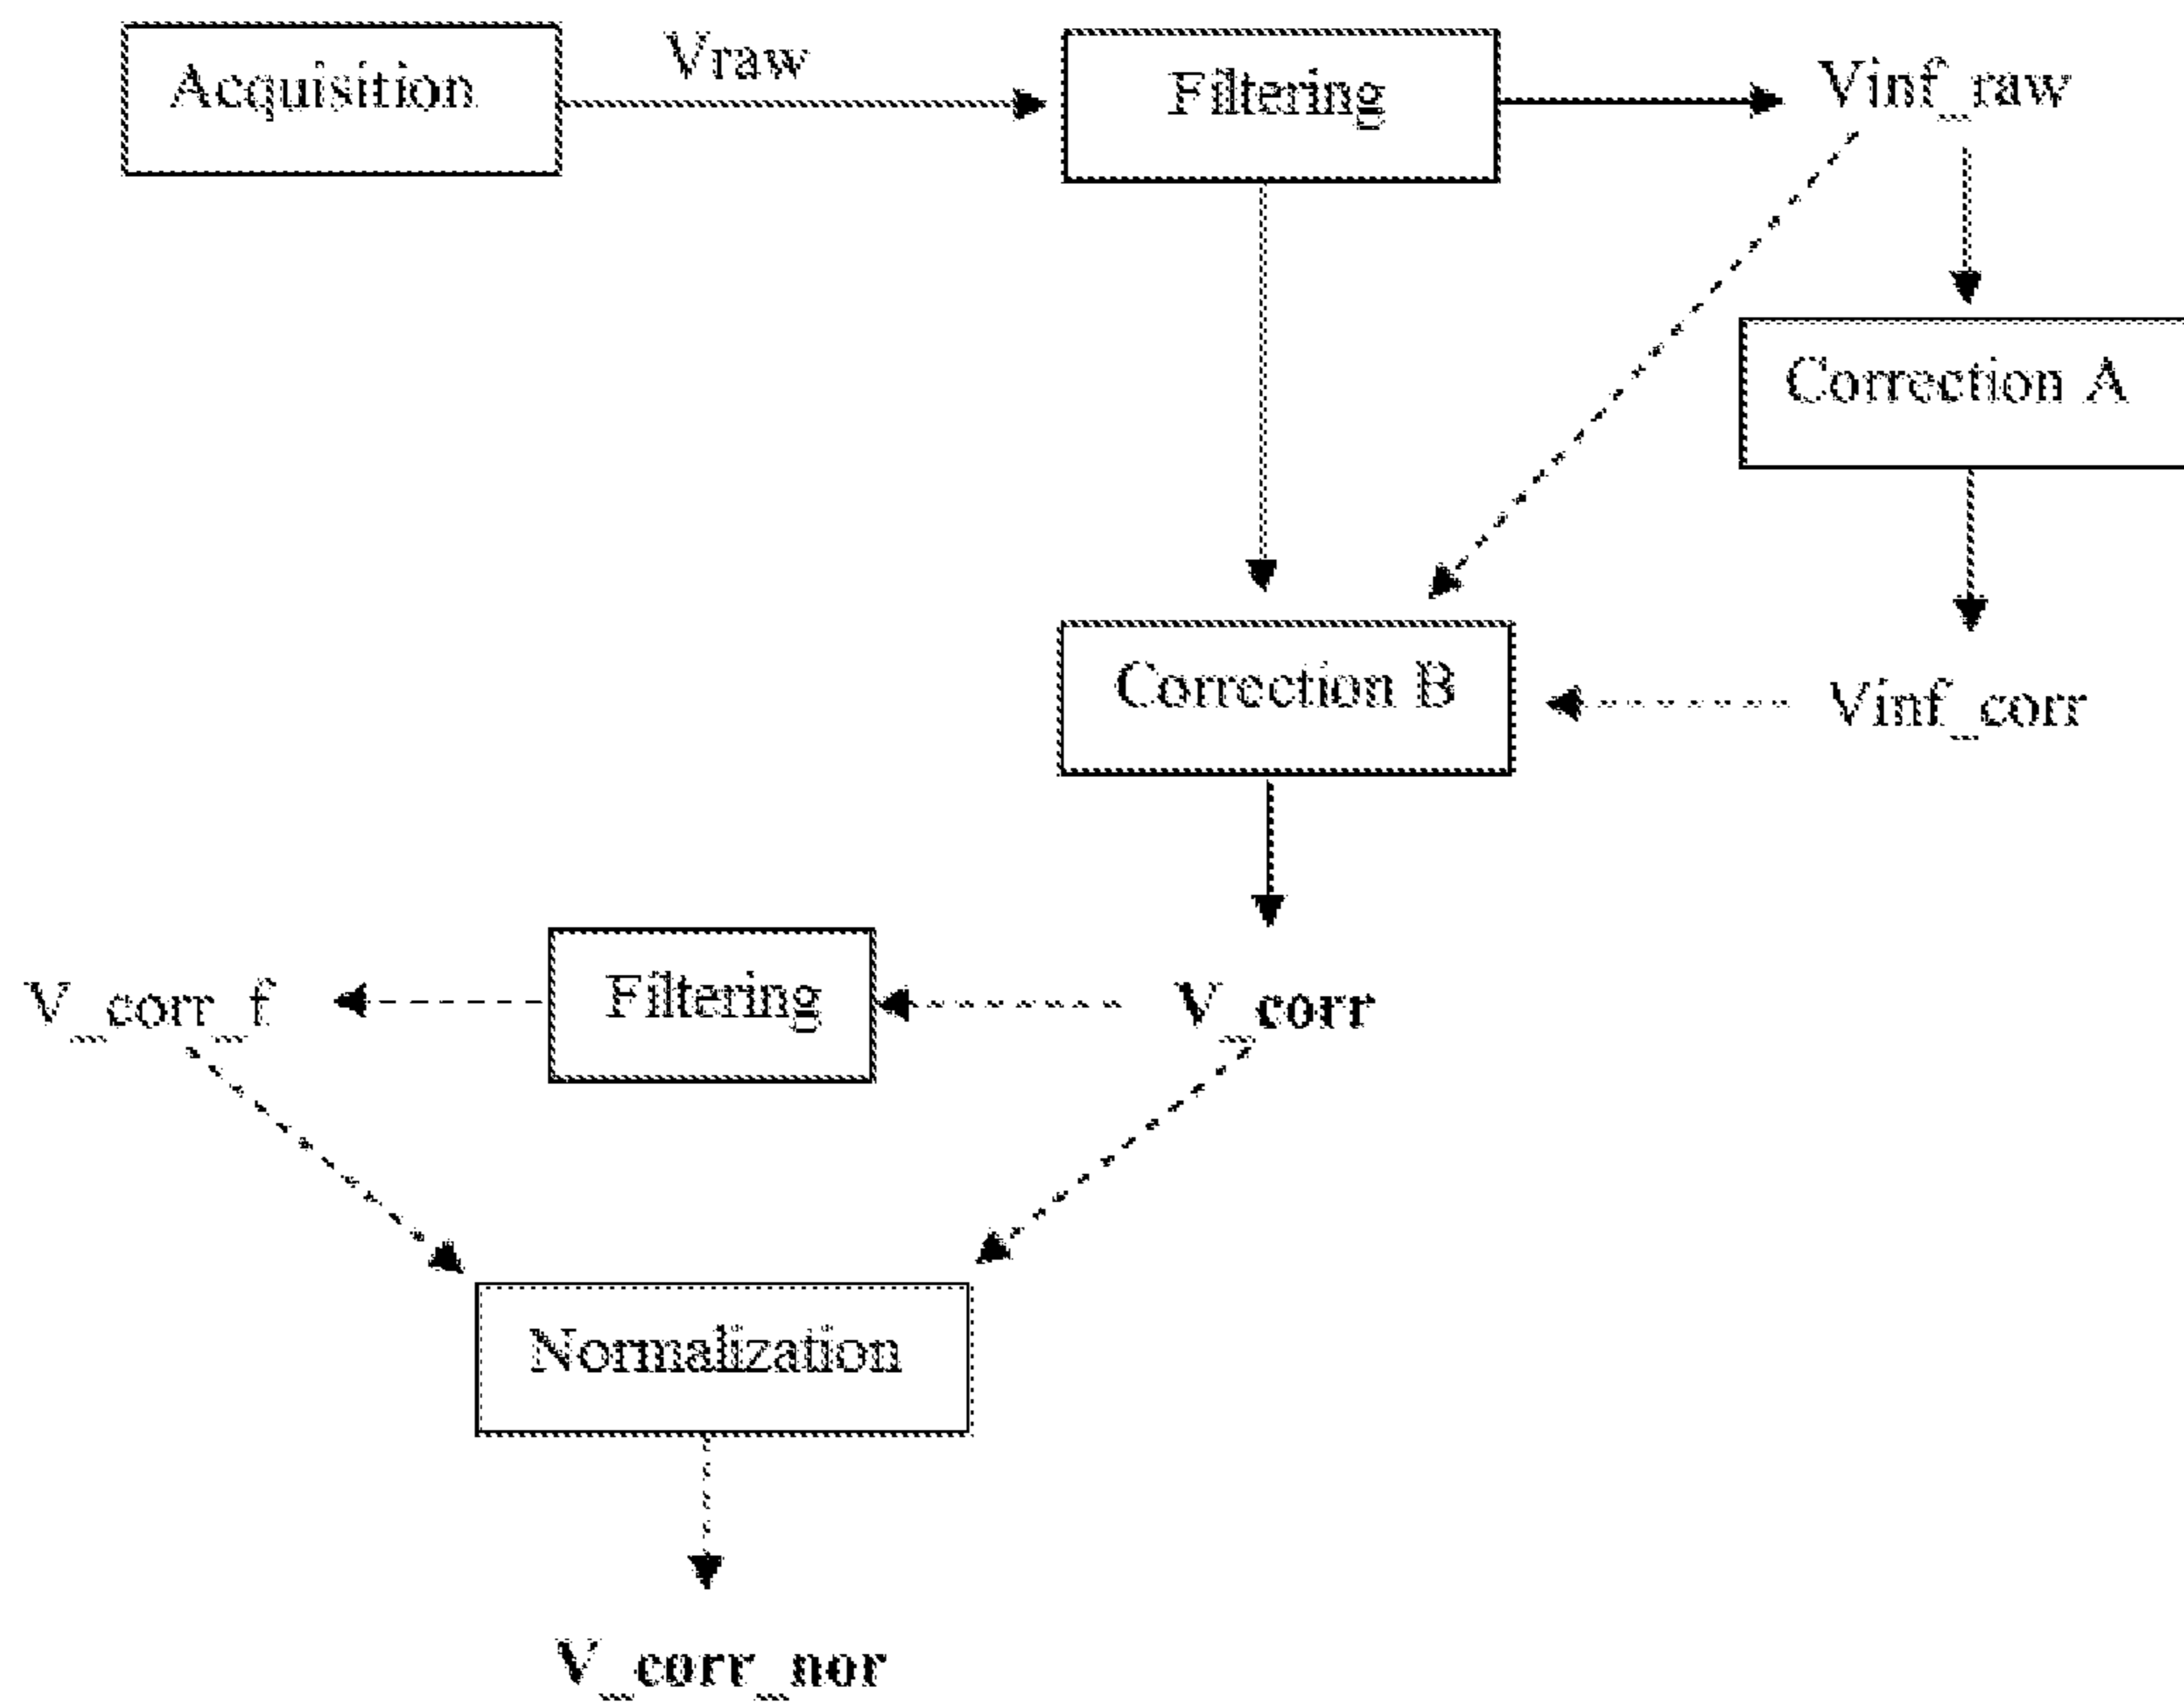 Acquisition
Vraw
Filtering
Vinf_raw
Correction A
Correction B
Vinf_corr
V_corr_f
Filtering
V_corr
Normalization
V_corr_nor